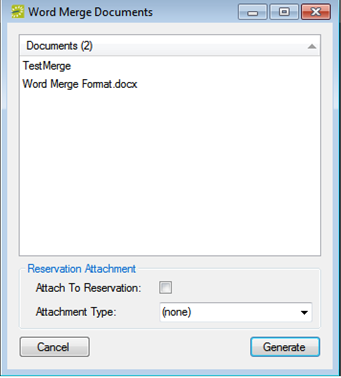 Word Merge Documents
Documents (2)
TestMerge
Word Merge Format.docx
Reservation Attachment
Attach To Reservation:
Attachment Type: (none)
Cancel Generate